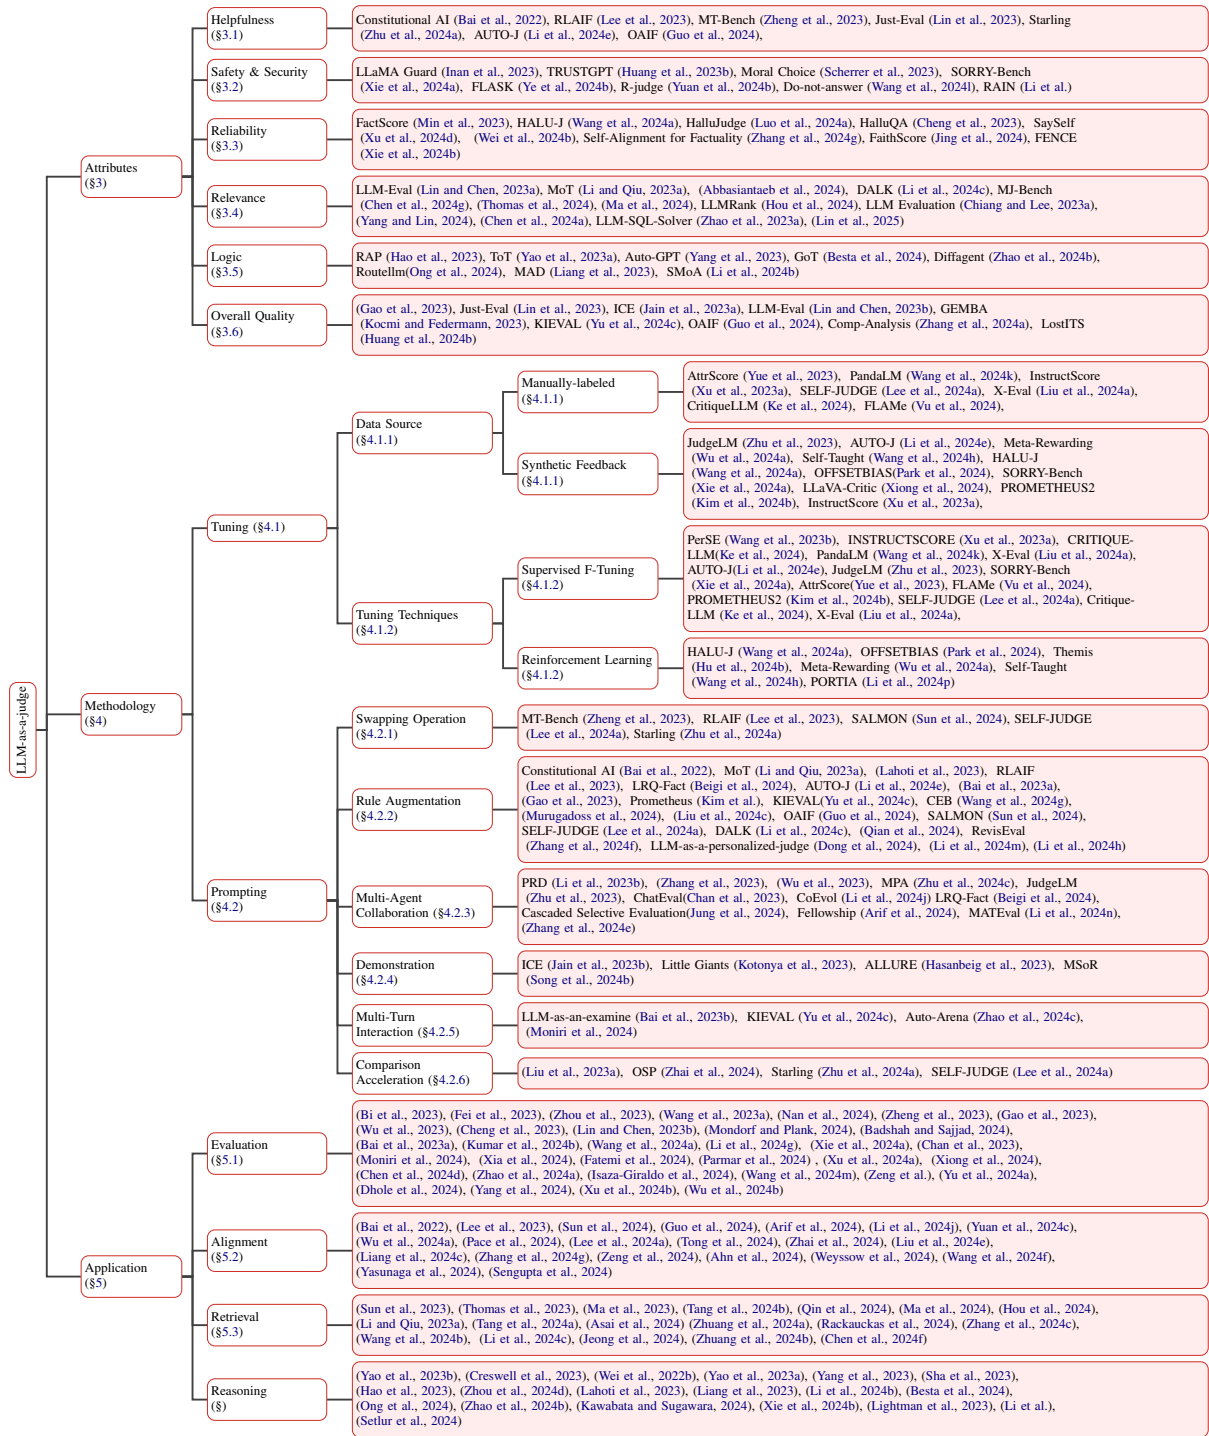 LLM-as-a-judge
Attributes
(§3)
Helpfulness
(§3.1)
Constitutional AI (Bai et al., 2022), RLAIF (Lee et al., 2023), MT-Bench (Zheng et al., 2023), Just-Eval (Lin et al., 2023), Starling
(Zhu et al., 2024a), AUTO-J (Li et al., 2024e), OAIF (Guo et al., 2024),
Safety & Security
(§3.2)
LLaMA Guard (Inan et al., 2023), TRUSTGPT (Huang et al., 2023b), Moral Choice (Scherrer et al., 2023), SORRY-Bench
(Xie et al., 2024a), FLASK (Ye et al., 2024b), R-judge (Yuan et al., 2024b), Do-not-answer (Wang et al., 2024l), RAIN (Li et al.)
Reliability
(§3.3)
FactScore (Min et al., 2023), HALU-J (Wang et al., 2024a), HalluJudge (Luo et al., 2024a), HalluQA (Cheng et al., 2023), SaySelf
(Xu et al., 2024d), (Wei et al., 2024b), Self-Alignment for Factuality (Zhang et al., 2024g), FaithScore (Jing et al., 2024), FENCE
(Xie et al., 2024b)
Relevance
(§3.4)
LLM-Eval (Lin and Chen, 2023a), MoT (Li and Qiu, 2023a), (Abbasiantaeb et al., 2024), DALK (Li et al., 2024c), MJ-Bench
(Chen et al., 2024g), (Thomas et al., 2024), (Ma et al., 2024), LLMRank (Hou et al., 2024), LLM Evaluation (Chiang and Lee, 2023a),
(Yang and Lin, 2024), (Chen et al., 2024a), LLM-SQL-Solver (Zhao et al., 2023a), (Lin et al., 2025)
Logic
(§3.5)
RAP (Hao et al., 2023), ToT (Yao et al., 2023a), Auto-GPT (Yang et al., 2023), GoT (Besta et al., 2024), Diffagent (Zhao et al., 2024b),
Routellm(Ong et al., 2024), MAD (Liang et al., 2023), SMoA (Li et al., 2024b)
Overall Quality
(§3.6)
(Gao et al., 2023), Just-Eval (Lin et al., 2023), ICE (Jain et al., 2023a), LLM-Eval (Lin and Chen, 2023b), GEMBA
(Kocmi and Federmann, 2023), KIEVAL (Yu et al., 2024c), OAIF (Guo et al., 2024), Comp-Analysis (Zhang et al., 2024a), LostITS
(Huang et al., 2024b)
Methodology
(§4)
Tuning (§4.1)
Data Source
(§4.1.1)
Manually-labeled
(§4.1.1)
AttrScore (Yue et al., 2023), PandaLM (Wang et al., 2024k), InstructScore
(Xu et al., 2023a), SELF-JUDGE (Lee et al., 2024a), X-Eval (Liu et al., 2024a),
CritiqueLLM (Ke et al., 2024), FLAMe (Vu et al., 2024),
Synthetic Feedback
(§4.1.1)
JudgeLM (Zhu et al., 2023), AUTO-J (Li et al., 2024e), Meta-Rewarding
(Wu et al., 2024a), Self-Taught (Wang et al., 2024h), HALU-J
(Wang et al., 2024a), OFFSETBIAS(Park et al., 2024), SORRY-Bench
(Xie et al., 2024a), LLaVA-Critic (Xiong et al., 2024), PROMETHEUS2
(Kim et al., 2024b), InstructScore (Xu et al., 2023a),
Tuning Techniques
(§4.1.2)
Supervised F-Tuning
(§4.1.2)
PerSE (Wang et al., 2023b), INSTRUCTSCORE (Xu et al., 2023a), CRITIQUE-
LLM(Ke et al., 2024), PandaLM (Wang et al., 2024k), X-Eval (Liu et al., 2024a),
AUTO-J(Li et al., 2024e), JudgeLM (Zhu et al., 2023), SORRY-Bench
(Xie et al., 2024a), AttrScore(Yue et al., 2023), FLAMe (Vu et al., 2024),
PROMETHEUS2 (Kim et al., 2024b), SELF-JUDGE (Lee et al., 2024a), Critique-
LLM (Ke et al., 2024), X-Eval (Liu et al., 2024a),
Reinforcement Learning
(§4.1.2)
HALU-J (Wang et al., 2024a), OFFSETBIAS (Park et al., 2024), Themis
(Hu et al., 2024b), Meta-Rewarding (Wu et al., 2024a), Self-Taught
(Wang et al., 2024h), PORTIA (Li et al., 2024p)
Prompting
(§4.2)
Swapping Operation
(§4.2.1)
MT-Bench (Zheng et al., 2023), RLAIF (Lee et al., 2023), SALMON (Sun et al., 2024), SELF-JUDGE
(Lee et al., 2024a), Starling (Zhu et al., 2024a)
Rule Augmentation
(§4.2.2)
Constitutional AI (Bai et al., 2022), MoT (Li and Qiu, 2023a), (Lahoti et al., 2023), RLAIF
(Lee et al., 2023), LRQ-Fact (Beigi et al., 2024), AUTO-J (Li et al., 2024e), (Bai et al., 2023a),
(Gao et al., 2023), Prometheus (Kim et al.), KIEVAL(Yu et al., 2024c), CEB (Wang et al., 2024g),
(Murugadoss et al., 2024), (Liu et al., 2024c), OAIF (Guo et al., 2024), SALMON (Sun et al., 2024),
SELF-JUDGE (Lee et al., 2024a), DALK (Li et al., 2024c), (Qian et al., 2024), RevisEval
(Zhang et al., 2024f), LLM-as-a-personalized-judge (Dong et al., 2024), (Li et al., 2024m), (Li et al., 2024h)
Multi-Agent
Collaboration (§4.2.3)
PRD (Li et al., 2023b), (Zhang et al., 2023), (Wu et al., 2023), MPA (Zhu et al., 2024c), JudgeLM
(Zhu et al., 2023), ChatEval(Chan et al., 2023), CoEvol (Li et al., 2024j) LRQ-Fact (Beigi et al., 2024),
Cascaded Selective Evaluation(Jung et al., 2024), Fellowship (Arif et al., 2024), MATEval (Li et al., 2024n),
(Zhang et al., 2024e)
Demonstration
(§4.2.4)
ICE (Jain et al., 2023b), Little Giants (Kotonya et al., 2023), ALLURE (Hasanbeig et al., 2023), MSoR
(Song et al., 2024b)
Multi-Turn
Interaction (§4.2.5)
LLM-as-an-examine (Bai et al., 2023b), KIEVAL (Yu et al., 2024c), Auto-Arena (Zhao et al., 2024c),
(Moniri et al., 2024)
Comparison
Acceleration (§4.2.6)
(Liu et al., 2023a), OSP (Zhai et al., 2024), Starling (Zhu et al., 2024a), SELF-JUDGE (Lee et al., 2024a)
Application
(§5)
Evaluation
(§5.1)
(Bi et al., 2023), (Fei et al., 2023), (Zhou et al., 2023), (Wang et al., 2023a), (Nan et al., 2024), (Zheng et al., 2023), (Gao et al., 2023),
(Wu et al., 2023), (Cheng et al., 2023), (Lin and Chen, 2023b), (Mondorf and Plank, 2024), (Badshah and Sajjad, 2024),
(Bai et al., 2023a), (Kumar et al., 2024b), (Wang et al., 2024a), (Li et al., 2024g), (Xie et al., 2024a), (Chan et al., 2023),
(Moniri et al., 2024), (Xia et al., 2024), (Fatemi et al., 2024), (Parmar et al., 2024) , (Xu et al., 2024a), (Xiong et al., 2024),
(Chen et al., 2024d), (Zhao et al., 2024a), (Isaza-Giraldo et al., 2024), (Wang et al., 2024m), (Zeng et al.), (Yu et al., 2024a),
(Dhole et al., 2024), (Yang et al., 2024), (Xu et al., 2024b), (Wu et al., 2024b)
Alignment
(§5.2)
(Bai et al., 2022), (Lee et al., 2023), (Sun et al., 2024), (Guo et al., 2024), (Arif et al., 2024), (Li et al., 2024j), (Yuan et al., 2024c),
(Wu et al., 2024a), (Pace et al., 2024), (Lee et al., 2024a), (Tong et al., 2024), (Zhai et al., 2024), (Liu et al., 2024e),
(Liang et al., 2024c), (Zhang et al., 2024g), (Zeng et al., 2024), (Ahn et al., 2024), (Weyssow et al., 2024), (Wang et al., 2024f),
(Yasunaga et al., 2024), (Sengupta et al., 2024)
Retrieval
(§5.3)
(Sun et al., 2023), (Thomas et al., 2023), (Ma et al., 2023), (Tang et al., 2024b), (Qin et al., 2024), (Ma et al., 2024), (Hou et al., 2024),
(Li and Qiu, 2023a), (Tang et al., 2024a), (Asai et al., 2024) (Zhuang et al., 2024a), (Rackauckas et al., 2024), (Zhang et al., 2024c),
(Wang et al., 2024b), (Li et al., 2024c), (Jeong et al., 2024), (Zhuang et al., 2024b), (Chen et al., 2024f)
Reasoning
(§)
(Yao et al., 2023b), (Creswell et al., 2023), (Wei et al., 2022b), (Yao et al., 2023a), (Yang et al., 2023), (Sha et al., 2023),
(Hao et al., 2023), (Zhou et al., 2024d), (Lahoti et al., 2023), (Liang et al., 2023), (Li et al., 2024b), (Besta et al., 2024),
(Ong et al., 2024), (Zhao et al., 2024b), (Kawabata and Sugawara, 2024), (Xie et al., 2024b), (Lightman et al., 2023), (Li et al.),
(Setlur et al., 2024)